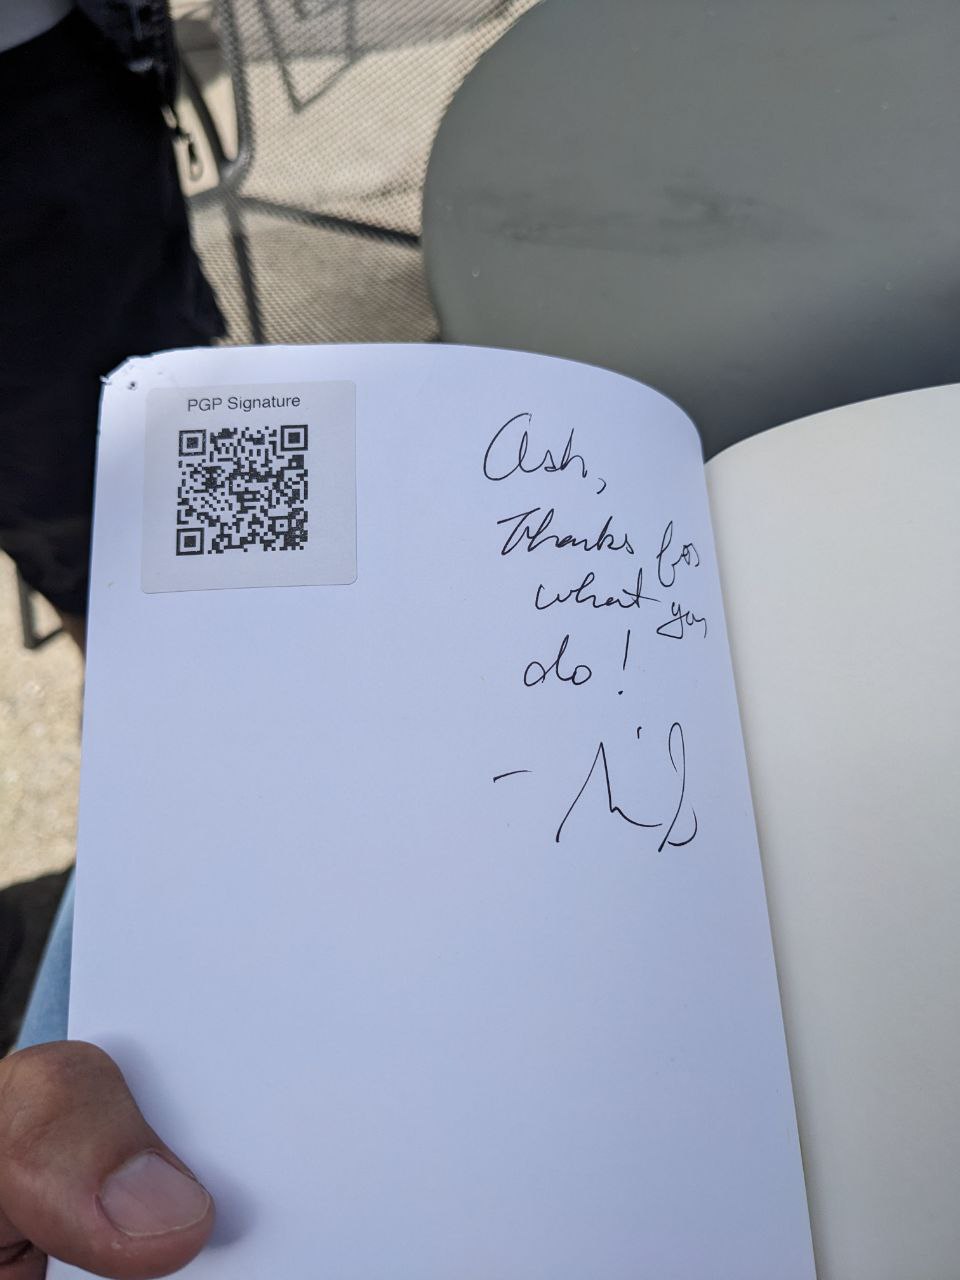 PGP Signature
Ash,
Thanks for
what you
do!